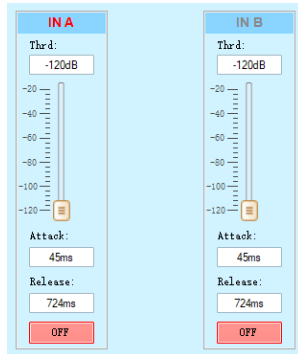 IN A
Thrd:
-120dB
-20
-40
-60
-80
-100
-120
Attack:
45ms
Release:
724ms
OFF
IN B
Thrd:
-120dB
-20
-40
-60
-80
-100
-120
Attack:
45ms
Release:
724ms
OFF